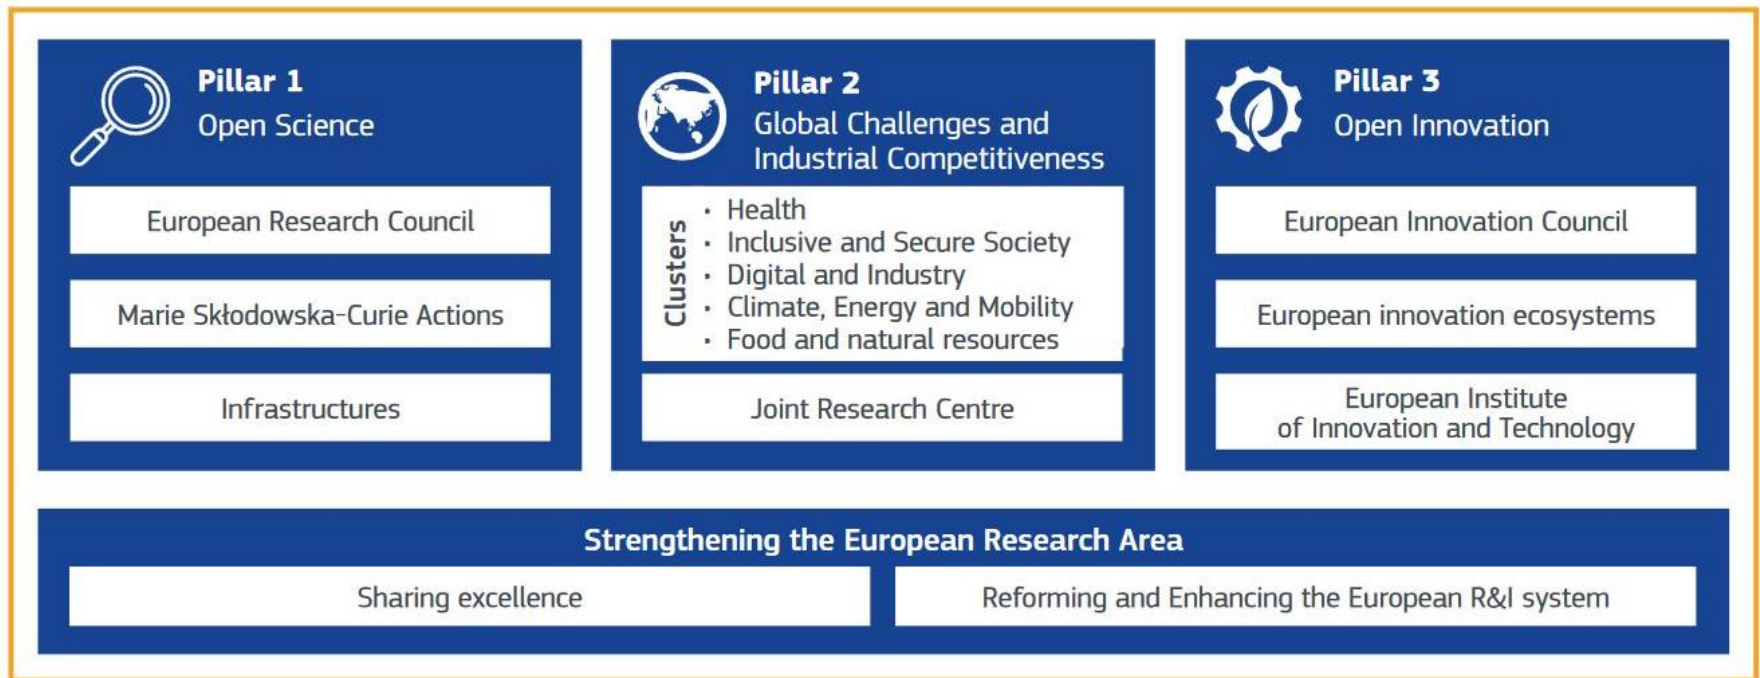 Pillar 1
Open Science
European Research Council
Marie Skłodowska-Curie Actions
Infrastructures
Pillar 2
Global Challenges and
Industrial Competitiveness
Clusters
· Health
· Inclusive and Secure Society
· Digital and Industry
· Climate, Energy and Mobility
· Food and natural resources
Joint Research Centre
Pillar 3
Open Innovation
European Innovation Council
European innovation ecosystems
European Institute
of Innovation and Technology
Strengthening the European Research Area
Sharing excellence
Reforming and Enhancing the European R&I system